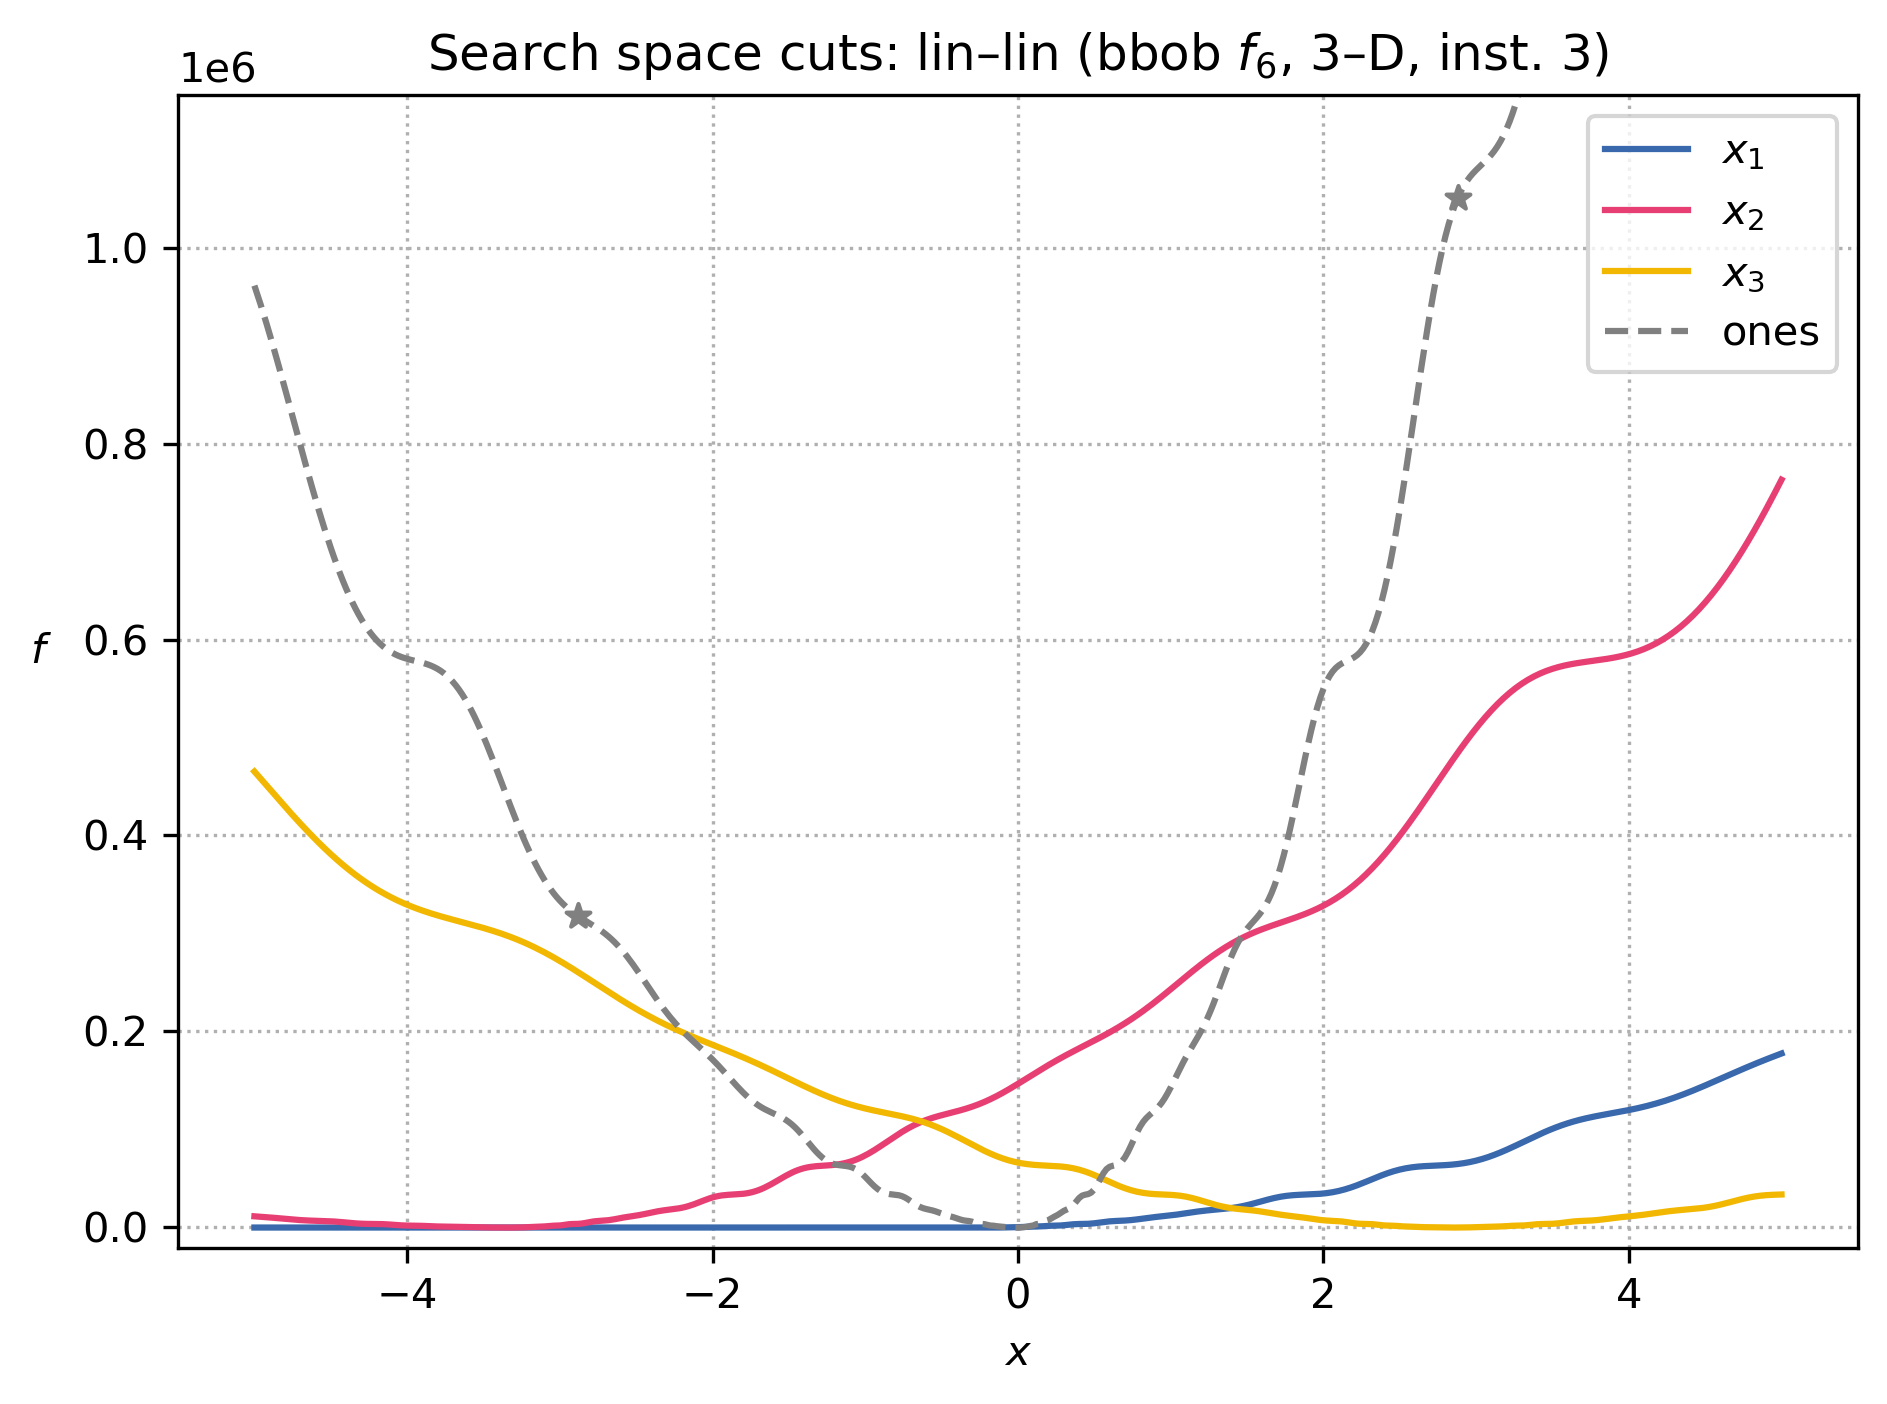 Search space cuts: lin–lin (bbob f₆, 3–D, inst. 3)
1e6
x₁
x₂
x₃
ones
1.0
0.8
0.6
0.4
0.2
0.0
f
−4 −2 0 2 4
x